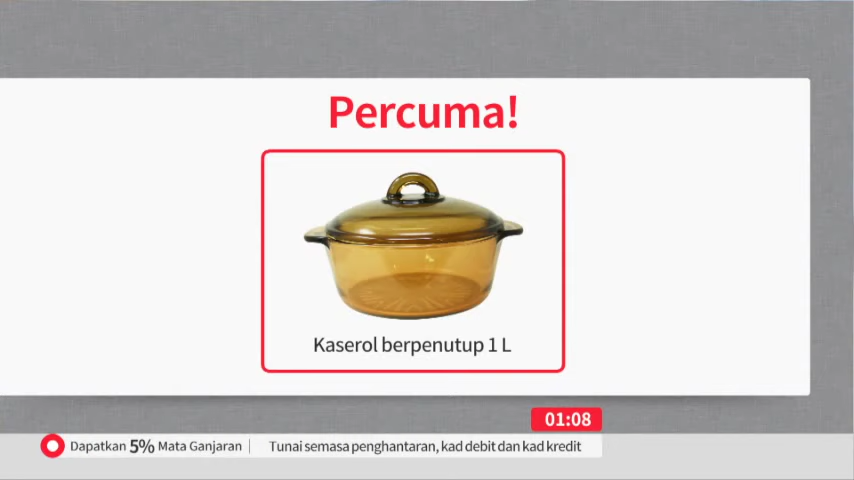 Percuma!
Kaserol berpenutup 1 L
01:08
Dapatkan 5% Mata Ganjaran | Tunai semasa penghantaran, kad debit dan kad kredit